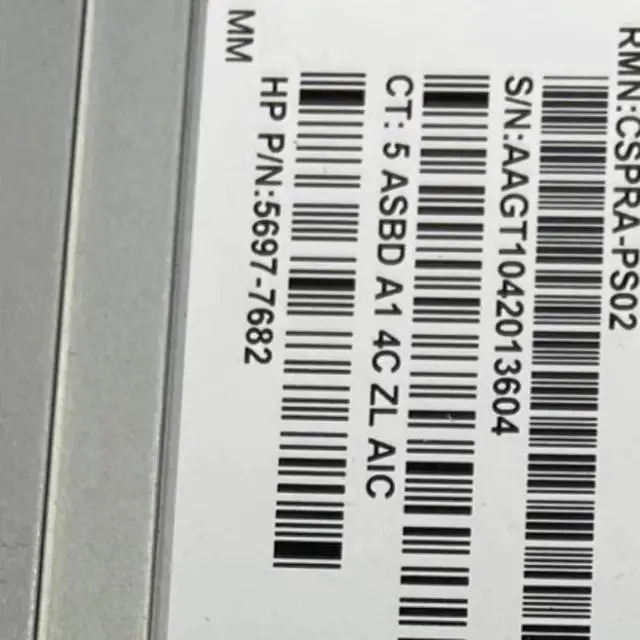 RMN:CSPRA-PS02
S/N:AAGT1042013604
CT: 5 ASBD A1 4C ZL AIC
HP P/N:5697-7682
MM